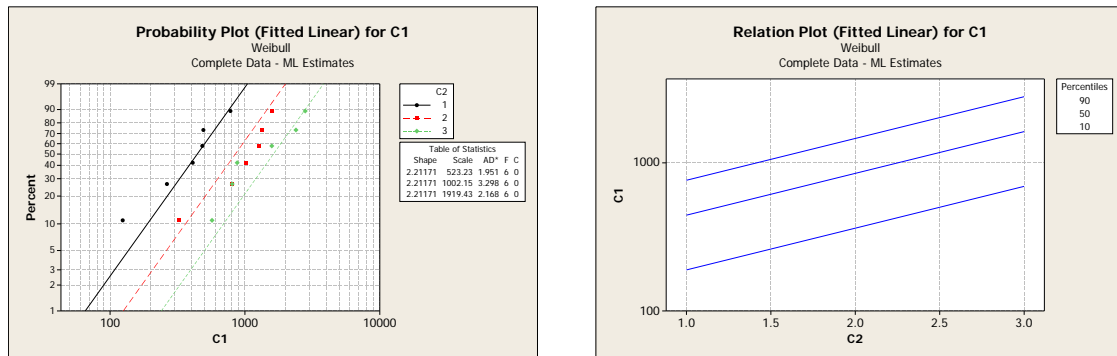 Probability Plot (Fitted Linear) for C1
Weibull
Complete Data - ML Estimates
Percent
99
90
80
70
60
50
40
30
20
10
5
3
2
1
100
1000
10000
C1
C2
1
2
3
Table of Statistics
Shape Scale AD* F C
2.21171 523.23 1.951 6 0
2.21171 1002.15 3.298 6 0
2.21171 1919.43 2.168 6 0
Relation Plot (Fitted Linear) for C1
Weibull
Complete Data - ML Estimates
C1
1000
100
1.0
1.5
2.0
2.5
3.0
C2
Percentiles
90
50
10